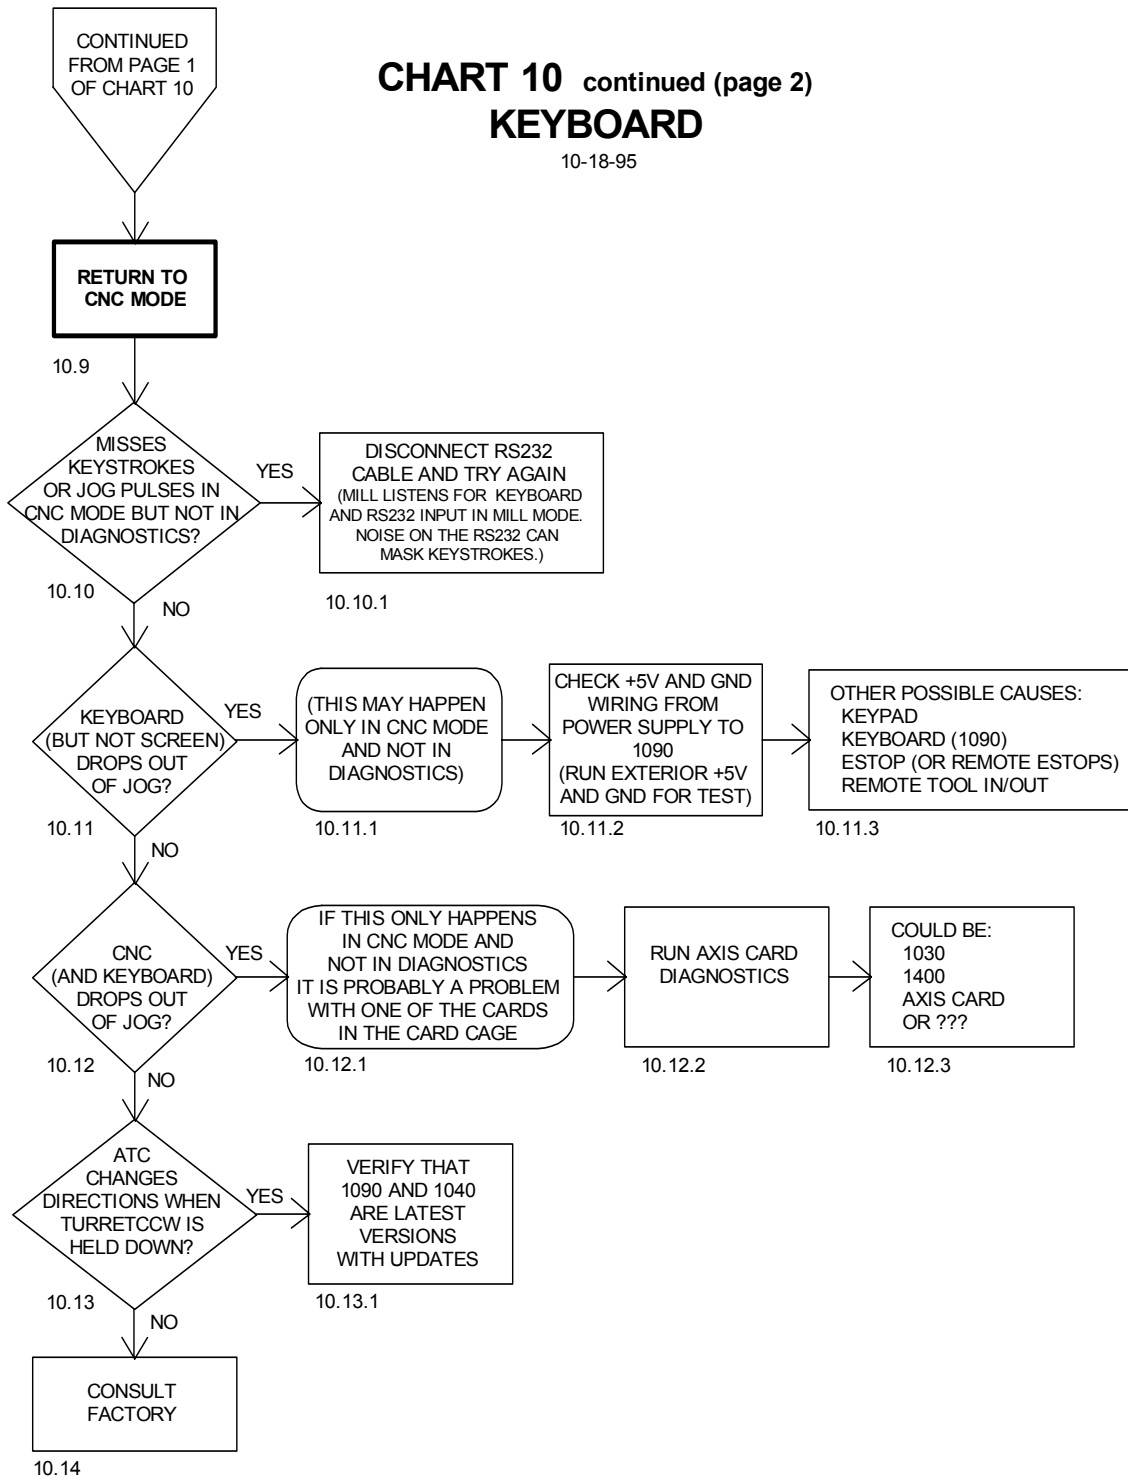 CONTINUED
FROM PAGE 1
OF CHART 10
CHART 10 continued (page 2)
KEYBOARD
10-18-95
RETURN TO
CNC MODE
10.9
MISSES
KEYSTROKES
OR JOG PULSES IN
CNC MODE BUT NOT IN
DIAGNOSTICS?
YES
DISCONNECT RS232
CABLE AND TRY AGAIN
(MILL LISTENS FOR KEYBOARD
AND RS232 INPUT IN MILL MODE.
NOISE ON THE RS232 CAN
MASK KEYSTROKES.)
10.10
NO
10.10.1
KEYBOARD
(BUT NOT SCREEN)
DROPS OUT
OF JOG?
YES
(THIS MAY HAPPEN
ONLY IN CNC MODE
AND NOT IN
DIAGNOSTICS)
CHECK +5V AND GND
WIRING FROM
POWER SUPPLY TO
1090
(RUN EXTERIOR +5V
AND GND FOR TEST)
OTHER POSSIBLE CAUSES:
KEYPAD
KEYBOARD (1090)
ESTOP (OR REMOTE ESTOPS)
REMOTE TOOL IN/OUT
10.11
NO
10.11.1
10.11.2
10.11.3
CNC
(AND KEYBOARD)
DROPS OUT
OF JOG?
YES
IF THIS ONLY HAPPENS
IN CNC MODE AND
NOT IN DIAGNOSTICS
IT IS PROBABLY A PROBLEM
WITH ONE OF THE CARDS
IN THE CARD CAGE
RUN AXIS CARD
DIAGNOSTICS
COULD BE:
1030
1400
AXIS CARD
OR ???
10.12
NO
10.12.1
10.12.2
10.12.3
ATC
CHANGES
DIRECTIONS WHEN
TURRETCCW IS
HELD DOWN?
YES
VERIFY THAT
1090 AND 1040
ARE LATEST
VERSIONS
WITH UPDATES
10.13
NO
10.13.1
CONSULT
FACTORY
10.14